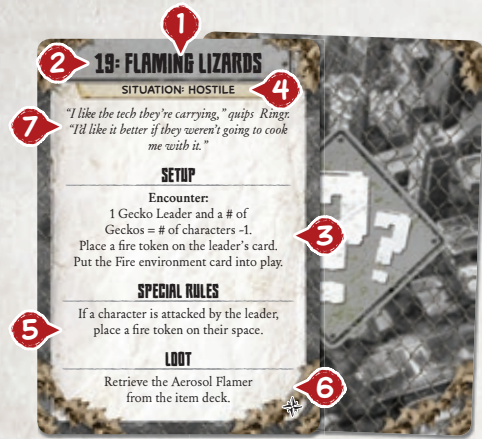 1
2
19: FLAMING LIZARDS
SITUATION: HOSTILE
4
7
“I like the tech they’re carrying,” quips Ringr.
“I’d like it better if they weren’t going to cook
me with it.”
SETUP
Encounter:
1 Gecko Leader and a # of
Geckos = # of characters -1.
Place a fire token on the leader’s card.
Put the Fire environment card into play.
3
SPECIAL RULES
5
If a character is attacked by the leader,
place a fire token on their space.
LOOT
Retrieve the Aerosol Flamer
from the item deck.
6
? ?